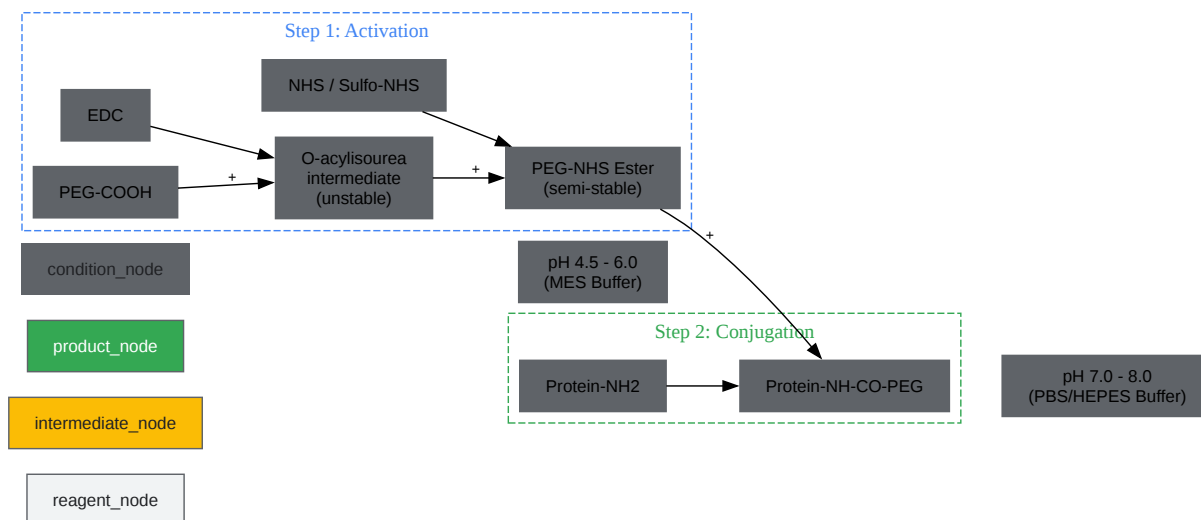 Step 1: Activation
NHS / Sulfo-NHS
EDC
O-acylisourea
intermediate
(unstable)
+
PEG-NHS Ester
(semi-stable)
PEG-COOH
+
+
condition_node
pH 4.5 - 6.0
(MES Buffer)
product_node
Step 2: Conjugation
Protein-NH2
Protein-NH-CO-PEG
pH 7.0 - 8.0
(PBS/HEPES Buffer)
intermediate_node
reagent_node